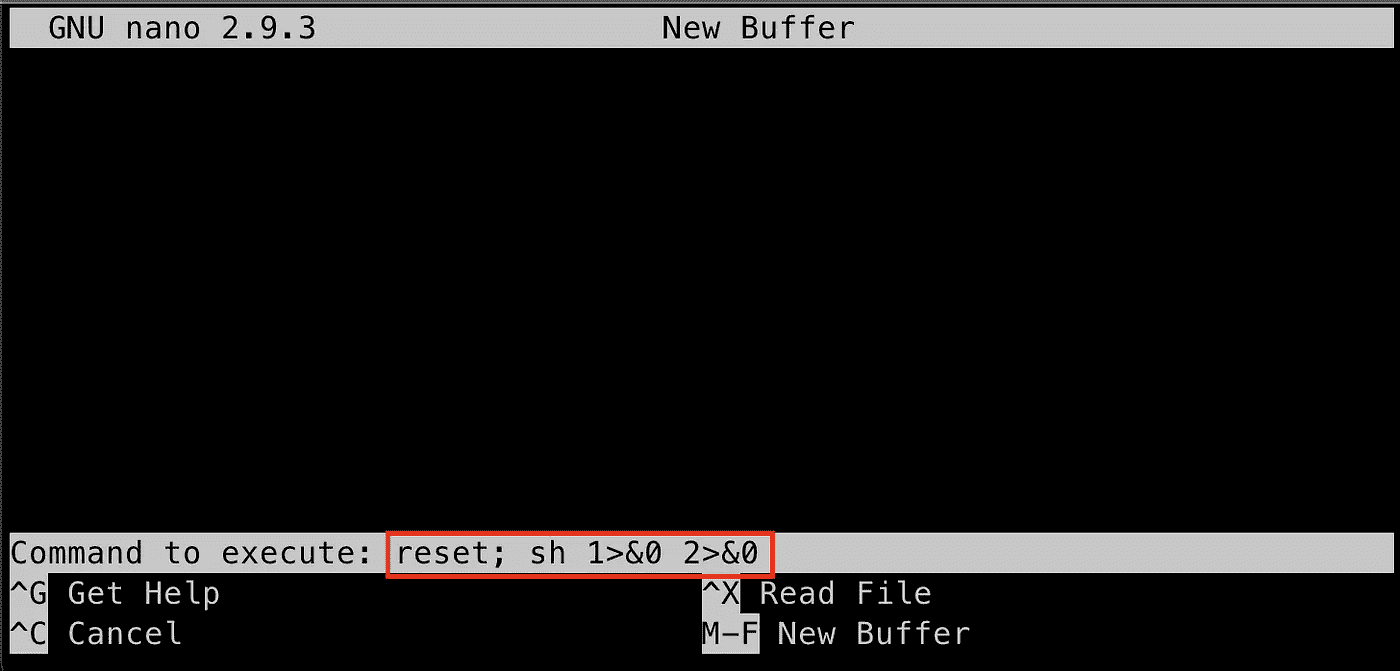 GNU nano 2.9.3 New Buffer
Command to execute: reset; sh 1>&0 2>&0
^G Get Help ^X Read File
^C Cancel M-F New Buffer